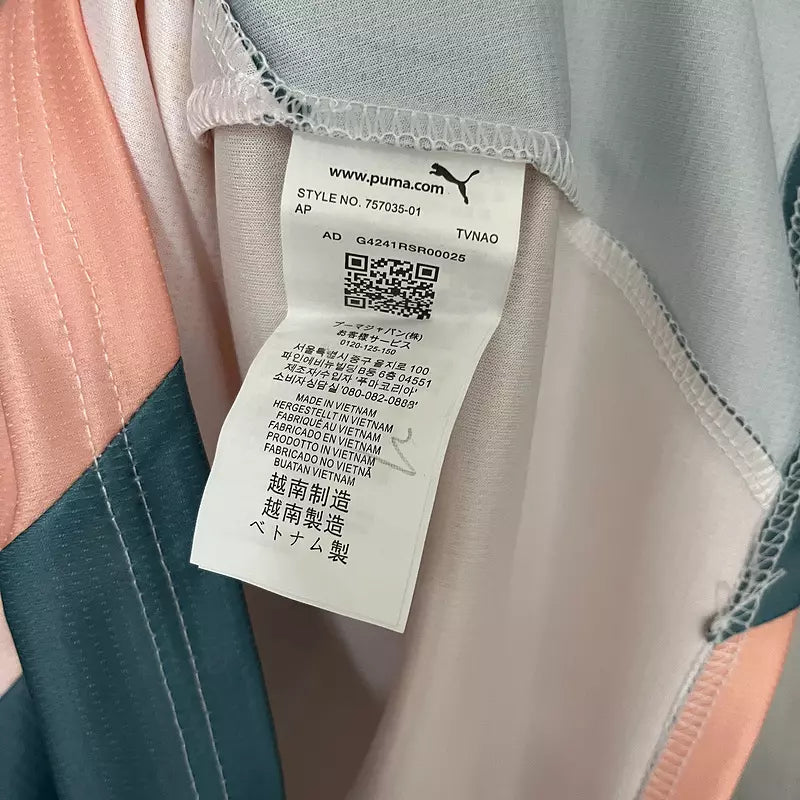 www.puma.com
STYLE NO. 757035-01
AP
TVNAO
AD G4241RSR00025
プーマジャパン(株)
お客様サービス
0120-125-150
서울특별시 중구 을지로 100
파인에비뉴빌딩 B동 6층 04551
제조자/수입자 '푸마코리아'
소비자상담실 '080-082-0868'
MADE IN VIETNAM
HERGESTELLT IN VIETNAM
FABRIQUÉ AU VIETNAM
FABRICADO EN VIETNAM
PRODOTTO IN VIETNAM
FABRICADO NO VIETNÃ
BUATAN VIETNAM
越南制造
越南製造
ベトナム製